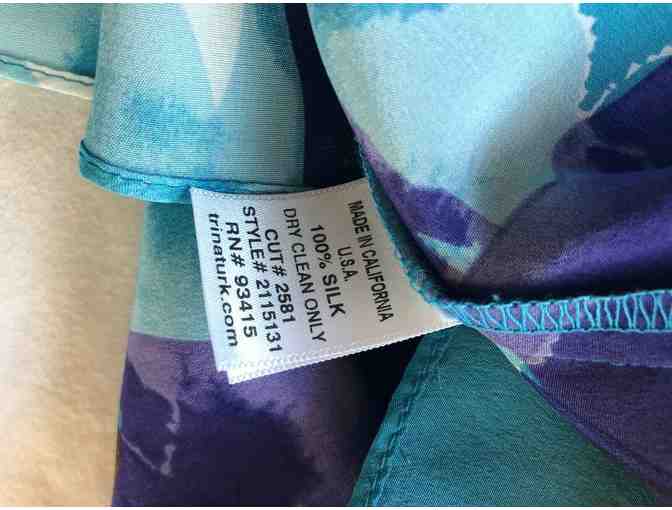 MADE IN CALIFORNIA
U.S.A.
100% SILK
DRY CLEAN ONLY
CUT# 2581
STYLE# 2115131
RN# 93415
trinaturk.com